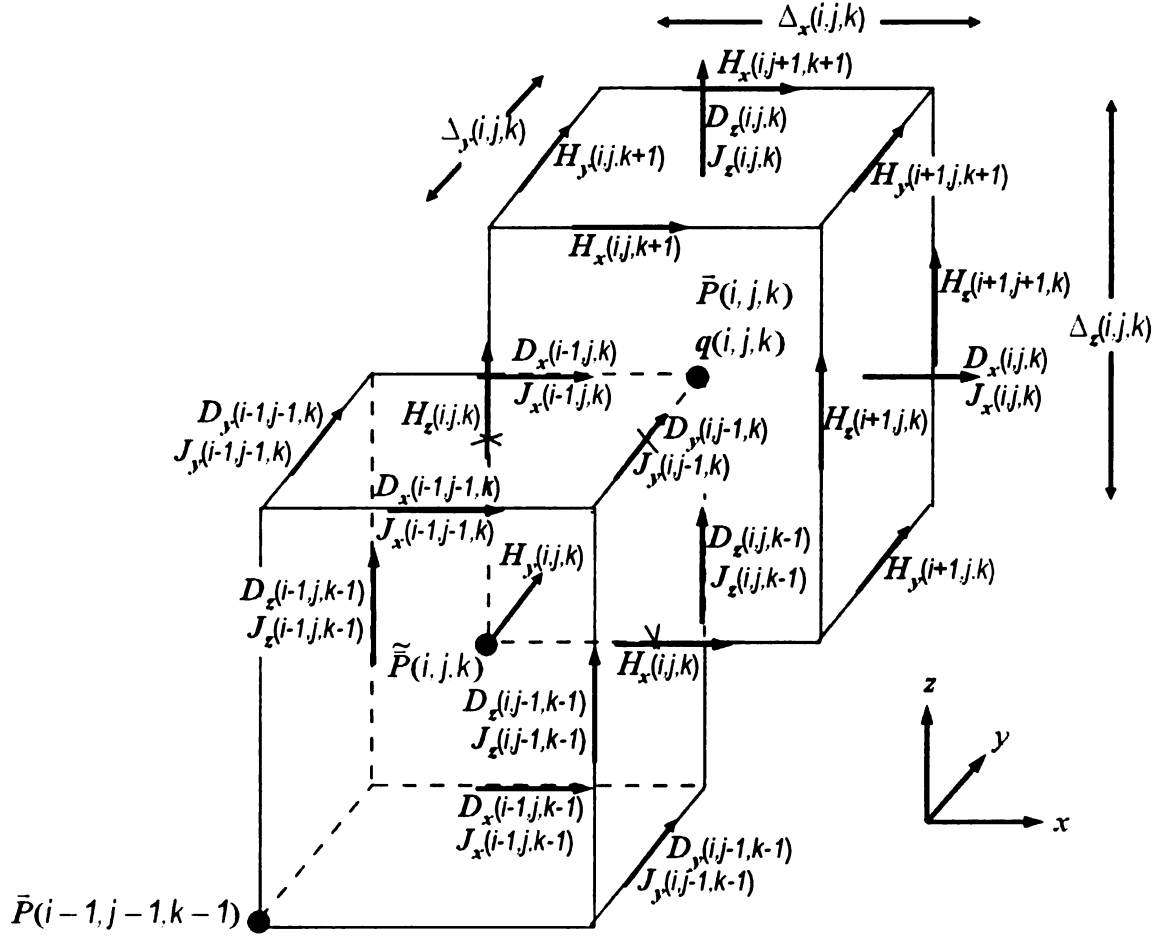 Δx(i,j,k)
Hx(i,j+1,k+1)
Δy(i,j,k)
Dz(i,j,k)
Jz(i,j,k)
Hy(i,j,k+1)
Hy(i+1,j,k+1)
Hx(i,j,k+1)
P⃗(i,j,k)
q(i,j,k)
Hz(i+1,j+1,k)
Δz(i,j,k)
Dx(i-1,j,k)
Jx(i-1,j,k)
Dx(i,j,k)
Jx(i,j,k)
Dy(i-1,j-1,k)
Jy(i-1,j-1,k)
Hz(i,j,k)
Dy(i,j-1,k)
Jy(i,j-1,k)
Hz(i+1,j,k)
Dx(i-1,j-1,k)
Jx(i-1,j-1,k)
Hy(i,j,k)
Dz(i,j,k-1)
Jz(i,j,k-1)
Hy(i+1,j,k)
Dz(i-1,j,k-1)
Jz(i-1,j,k-1)
P̃(i,j,k)
Hx(i,j,k)
Dz(i,j-1,k-1)
Jz(i,j-1,k-1)
z
y
x
Dx(i-1,j,k-1)
Jx(i-1,j,k-1)
Dy(i,j-1,k-1)
Jy(i,j-1,k-1)
P⃗(i−1,j−1,k−1)